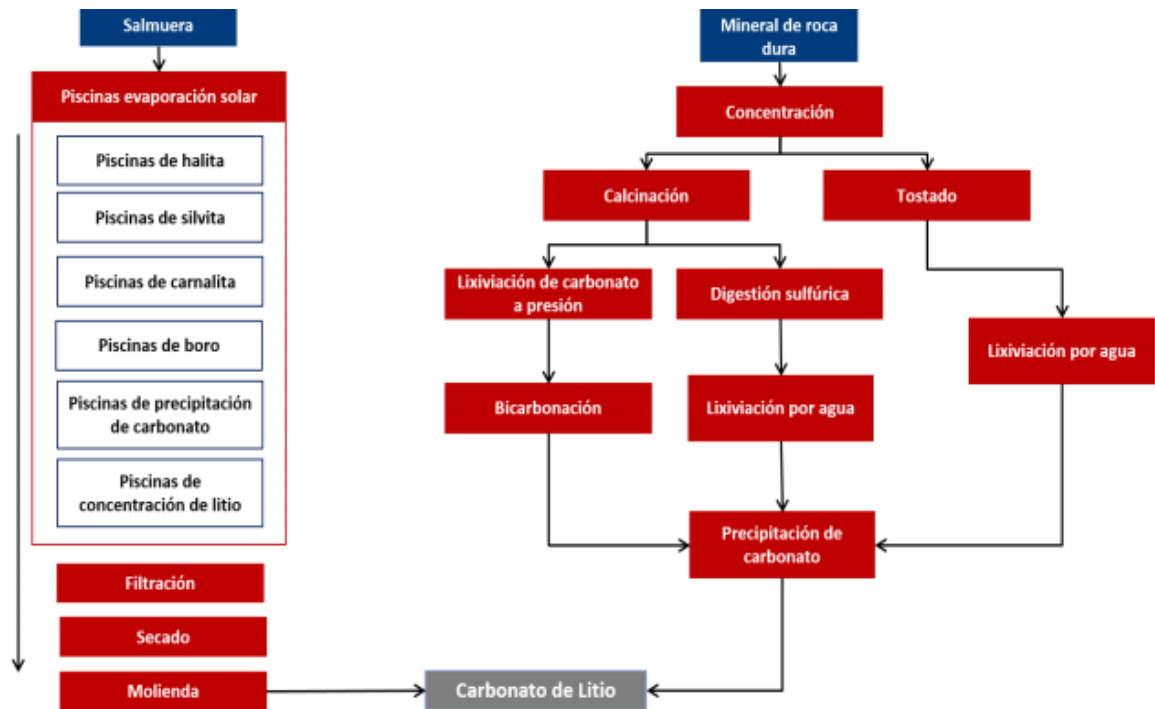 Salmuera
Piscinas evaporación solar
Piscinas de halita
Piscinas de silvita
Piscinas de carnalita
Piscinas de boro
Piscinas de precipitación
de carbonato
Piscinas de
concentración de litio
Filtración
Secado
Molienda
Mineral de roca
dura
Concentración
Calcinación
Tostado
Lixiviación de carbonato
a presión
Digestión sulfúrica
Lixiviación por agua
Bicarbonación
Lixiviación por agua
Precipitación de
carbonato
Carbonato de Litio